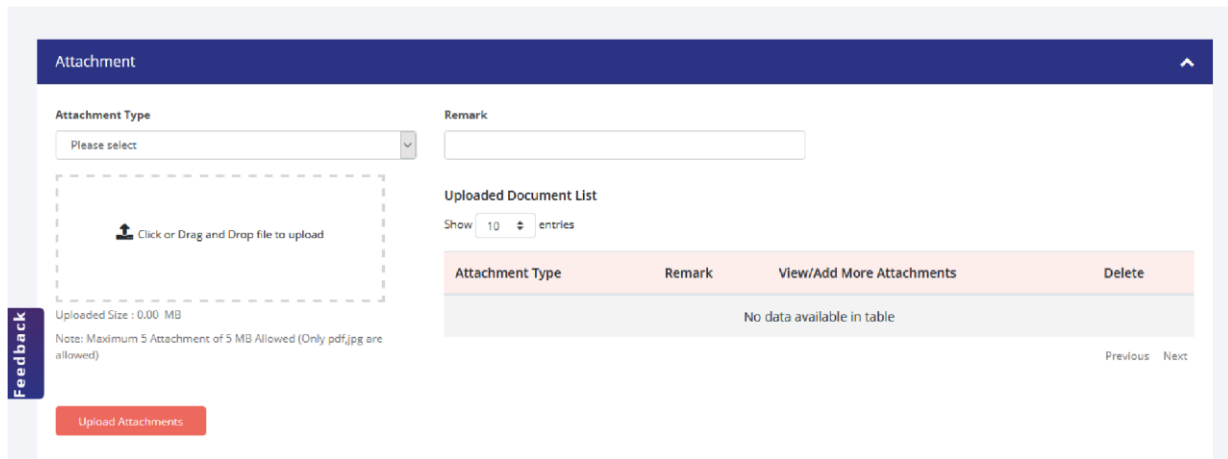 Attachment
Attachment Type
Remark
Please select
Uploaded Document List
Show 10 entries
Click or Drag and Drop file to upload
Attachment Type Remark View/Add More Attachments Delete
No data available in table
Uploaded Size : 0.00 MB
Note: Maximum 5 Attachment of 5 MB Allowed (Only pdf,jpg are
allowed)
Previous Next
Feedback
Upload Attachments